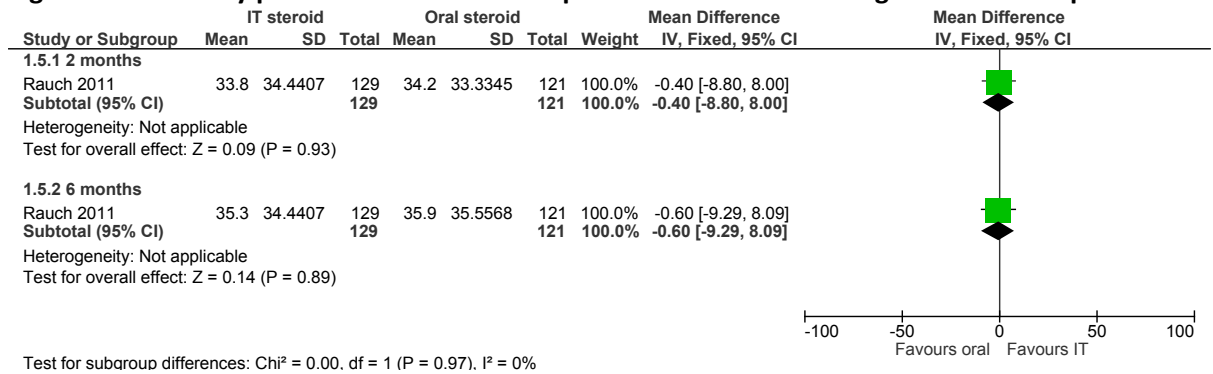 IT steroid Oral steroid Mean Difference Mean Difference
Study or Subgroup Mean SD Total Mean SD Total Weight IV, Fixed, 95% CI IV, Fixed, 95% CI
1.5.1 2 months
Rauch 2011 33.8 34.4407 129 34.2 33.3345 121 100.0% -0.40 [-8.80, 8.00]
Subtotal (95% CI) 129 121 100.0% -0.40 [-8.80, 8.00]
Heterogeneity: Not applicable
Test for overall effect: Z = 0.09 (P = 0.93)
1.5.2 6 months
Rauch 2011 35.3 34.4407 129 35.9 35.5568 121 100.0% -0.60 [-9.29, 8.09]
Subtotal (95% CI) 129 121 100.0% -0.60 [-9.29, 8.09]
Heterogeneity: Not applicable
Test for overall effect: Z = 0.14 (P = 0.89)
-100 -50 0 50 100
Favours oral Favours IT
Test for subgroup differences: Chi² = 0.00, df = 1 (P = 0.97), I² = 0%